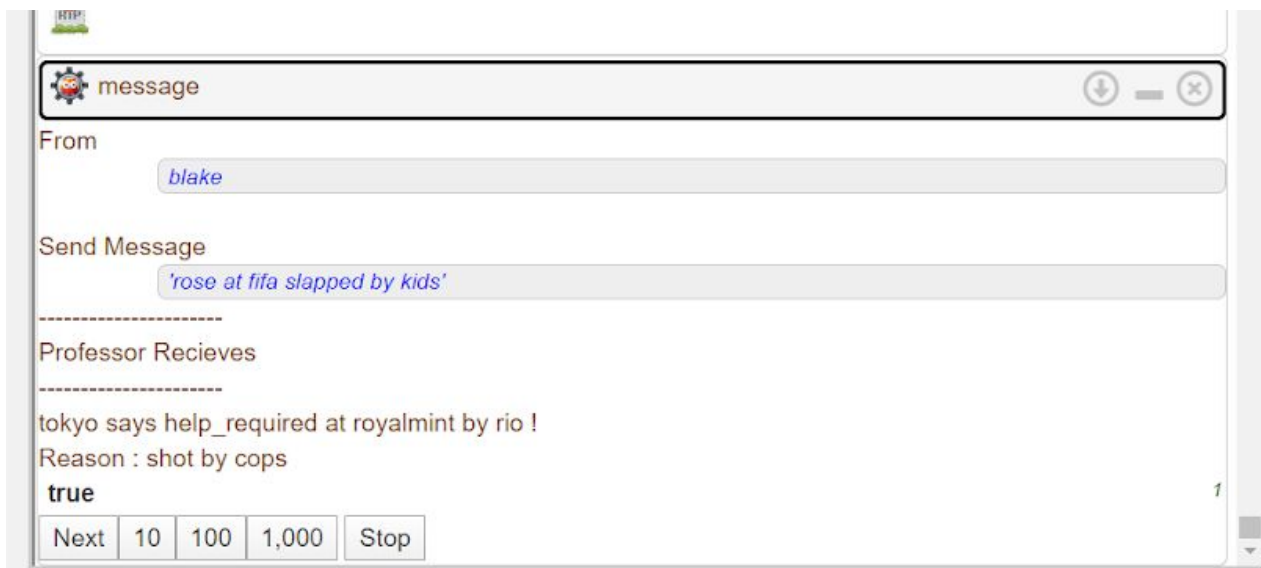 RIP
message
From
blake
Send Message
'rose at fifa slapped by kids'
----------------------
Professor Recieves
----------------------
tokyo says help_required at royalmint by rio !
Reason : shot by cops
true 1
Next 10 100 1,000 Stop